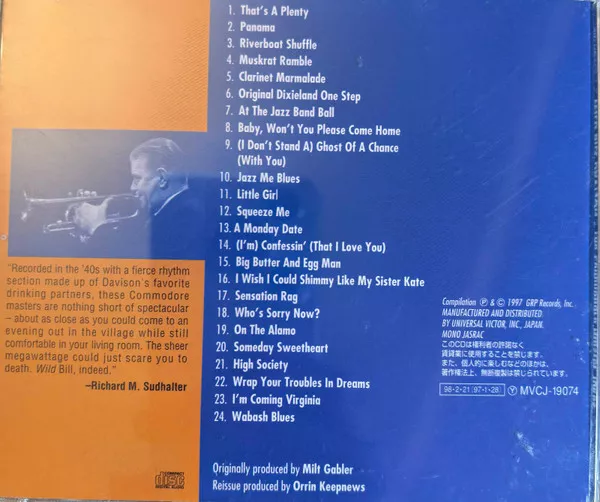 1. That's A Plenty
2. Panama
3. Riverboat Shuffle
4. Muskrat Ramble
5. Clarinet Marmalade
6. Original Dixieland One Step
7. At The Jazz Band Ball
8. Baby, Won't You Please Come Home
9. (I Don't Stand A) Ghost Of A Chance
(With You)
10. Jazz Me Blues
11. Little Girl
12. Squeeze Me
13. A Monday Date
14. (I'm) Confessin' (That I Love You)
15. Big Butter And Egg Man
16. I Wish I Could Shimmy Like My Sister Kate
17. Sensation Rag
18. Who's Sorry Now?
19. On The Alamo
20. Someday Sweetheart
21. High Society
22. Wrap Your Troubles In Dreams
23. I'm Coming Virginia
24. Wabash Blues
Originally produced by Milt Gabler
Reissue produced by Orrin Keepnews
"Recorded in the '40s with a fierce rhythm
section made up of Davison's favorite
drinking partners, these Commodore
masters are nothing short of spectacular
– about as close as you could come to an
evening out in the village while still
comfortable in your living room. The sheer
megawattage could just scare you to
death. Wild Bill, indeed."
–Richard M. Sudhalter
COMPACT
DISC
DIGITAL AUDIO
Compilation Ⓟ & © 1997 GRP Records, Inc.
MANUFACTURED AND DISTRIBUTED
BY UNIVERSAL VICTOR, INC, JAPAN.
MONO JASRAC
このCDは権利者の許諾なく
賃貸業に使用することを禁じます。
また、個人的に楽しむなどのほかは、
著作権法上、無断複製は禁じられています。
98-2-21 (97-1-28) Ⓨ MVCJ-19074